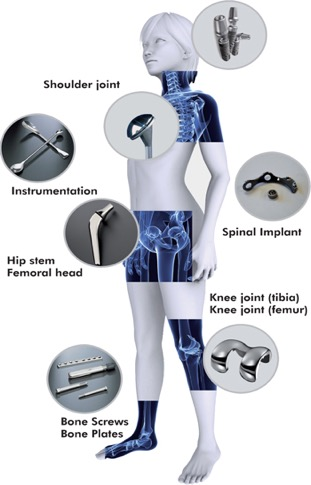 Shoulder joint
Instrumentation
Spinal Implant
Hip stem
Femoral head
Knee joint (tibia)
Knee joint (femur)
Bone Screws
Bone Plates